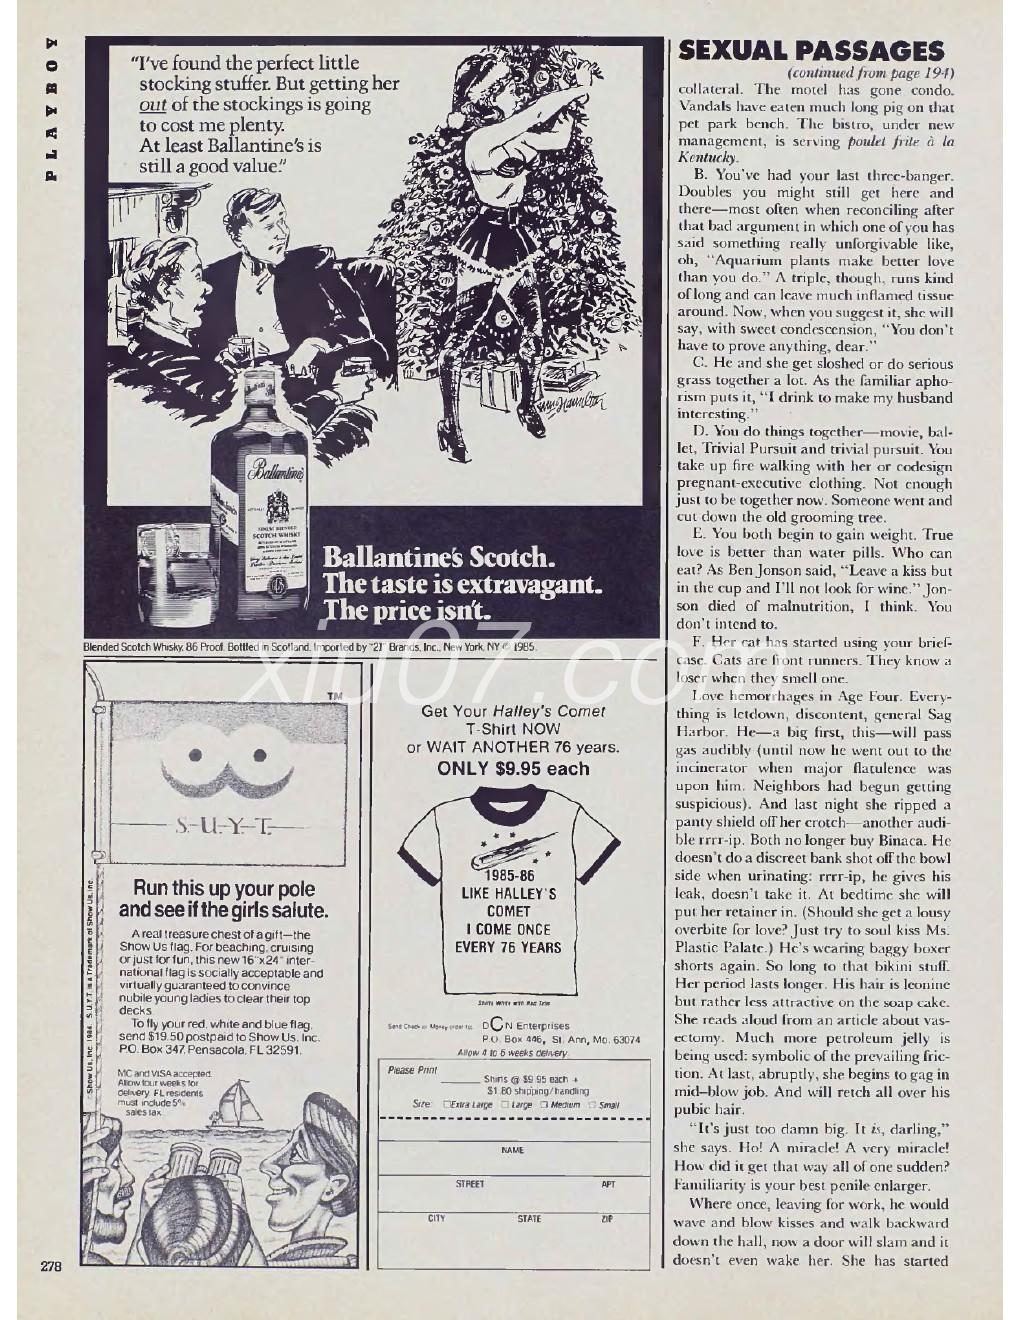 PLAYBOY
"I've found the perfect little
stocking stuffer. But getting her
out of the stockings is going
to cost me plenty.
At least Ballantine's is
still a good value."
Wm Hamilton
Ballantine's
FINEST BLENDED
SCOTCH WHISKY
Ballantine's Scotch.
The taste is extravagant.
The price isn't.
Blended Scotch Whisky, 86 Proof. Bottled in Scotland. Imported by "21" Brands, Inc., New York, NY © 1985.
xiu07.com
TM
S.-U.-Y.-T.
Run this up your pole
and see if the girls salute.
A real treasure chest of a gift—the
Show Us flag. For beaching, cruising
or just for fun, this new 16"x24" inter-
national flag is socially acceptable and
virtually guaranteed to convince
nubile young ladies to clear their top
decks.
To fly your red, white and blue flag,
send $19.50 postpaid to Show Us, Inc.
P.O. Box 347, Pensacola, FL 32591.
MC and VISA accepted.
Allow four weeks for
delivery. FL residents
must include 5%
sales tax.
©Show Us, Inc. 1984. S.U.Y.T. is a Trademark of Show Us, Inc.
278
Get Your Halley's Comet
T-Shirt NOW
or WAIT ANOTHER 76 years.
ONLY $9.95 each
1985-86
LIKE HALLEY'S
COMET
I COME ONCE
EVERY 76 YEARS
Shirts White with Red Trim
Send Check or Money order to: DCN Enterprises
P.O. Box 446, St. Ann, Mo. 63074
Allow 4 to 6 weeks delivery.
Please Print
Shirts @ $9.95 each +
$1.80 shipping/handling
Size: Extra Large Large Medium Small
NAME
STREET APT
CITY STATE ZIP
SEXUAL PASSAGES
(continued from page 194)
collateral. The motel has gone condo.
Vandals have eaten much long pig on that
pet park bench. The bistro, under new
management, is serving poulet frite à la
Kentucky.
B. You've had your last three-banger.
Doubles you might still get here and
there—most often when reconciling after
that bad argument in which one of you has
said something really unforgivable like,
oh, "Aquarium plants make better love
than you do." A triple, though, runs kind
of long and can leave much inflamed tissue
around. Now, when you suggest it, she will
say, with sweet condescension, "You don't
have to prove anything, dear."
C. He and she get sloshed or do serious
grass together a lot. As the familiar apho-
rism puts it, "I drink to make my husband
interesting."
D. You do things together—movie, bal-
let, Trivial Pursuit and trivial pursuit. You
take up fire walking with her or codesign
pregnant-executive clothing. Not enough
just to be together now. Someone went and
cut down the old grooming tree.
E. You both begin to gain weight. True
love is better than water pills. Who can
eat? As Ben Jonson said, "Leave a kiss but
in the cup and I'll not look for wine." Jon-
son died of malnutrition, I think. You
don't intend to.
F. Her cat has started using your brief-
case. Cats are front runners. They know a
loser when they smell one.
Love hemorrhages in Age Four. Every-
thing is letdown, discontent, general Sag
Harbor. He—a big first, this—will pass
gas audibly (until now he went out to the
incinerator when major flatulence was
upon him. Neighbors had begun getting
suspicious). And last night she ripped a
panty shield off her crotch—another audi-
ble rrrr-ip. Both no longer buy Binaca. He
doesn't do a discreet bank shot off the bowl
side when urinating: rrrr-ip, he gives his
leak, doesn't take it. At bedtime she will
put her retainer in. (Should she get a lousy
overbite for love? Just try to soul kiss Ms.
Plastic Palate.) He's wearing baggy boxer
shorts again. So long to that bikini stuff.
Her period lasts longer. His hair is leonine
but rather less attractive on the soap cake.
She reads aloud from an article about vas-
ectomy. Much more petroleum jelly is
being used: symbolic of the prevailing fric-
tion. At last, abruptly, she begins to gag in
mid–blow job. And will retch all over his
pubic hair.
"It's just too damn big. It is, darling,"
she says. Ho! A miracle! A very miracle!
How did it get that way all of one sudden?
Familiarity is your best penile enlarger.
Where once, leaving for work, he would
wave and blow kisses and walk backward
down the hall, now a door will slam and it
doesn't even wake her. She has started